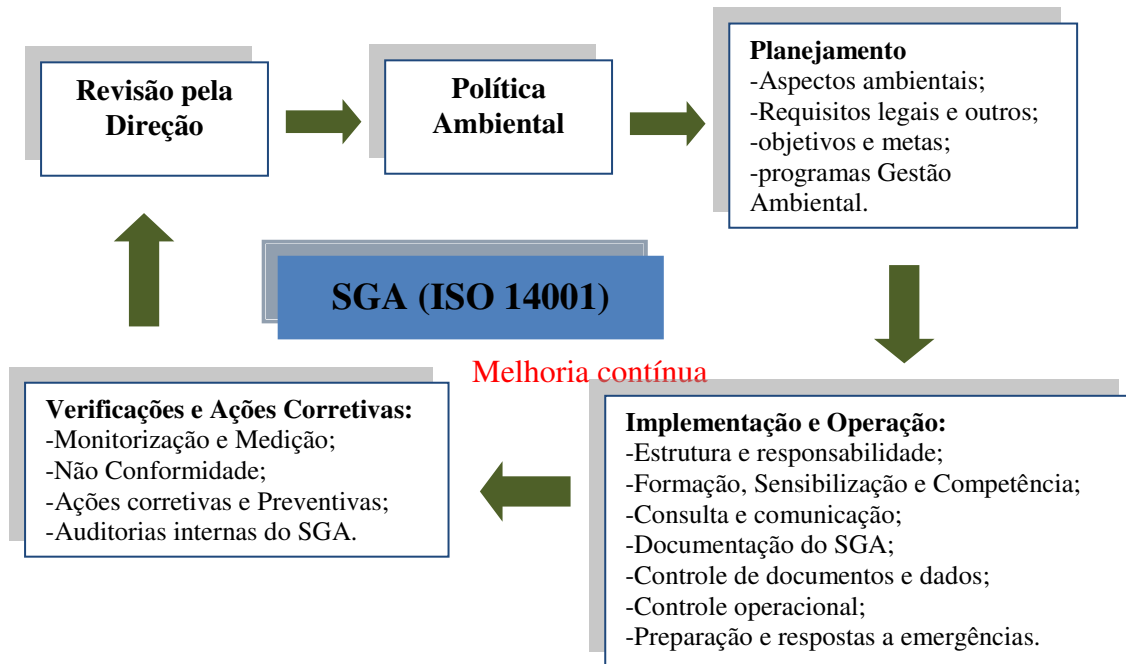 Revisão pela
Direção
Política
Ambiental
Planejamento
-Aspectos ambientais;
-Requisitos legais e outros;
-objetivos e metas;
-programas Gestão
Ambiental.
SGA (ISO 14001)
Melhoria contínua
Verificações e Ações Corretivas:
-Monitorização e Medição;
-Não Conformidade;
-Ações corretivas e Preventivas;
-Auditorias internas do SGA.
Implementação e Operação:
-Estrutura e responsabilidade;
-Formação, Sensibilização e Competência;
-Consulta e comunicação;
-Documentação do SGA;
-Controle de documentos e dados;
-Controle operacional;
-Preparação e respostas a emergências.